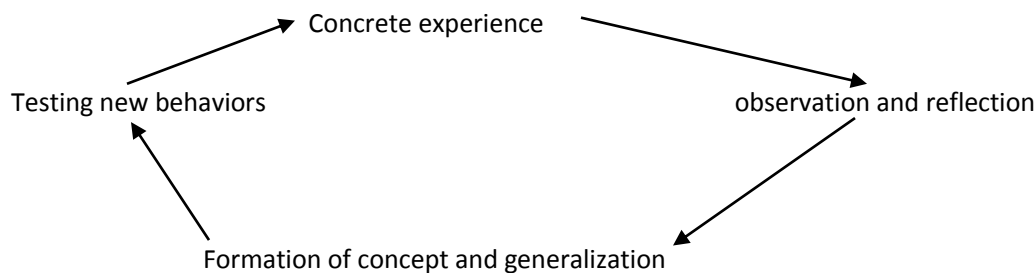 Concrete experience
Testing new behaviors
observation and reflection
Formation of concept and generalization